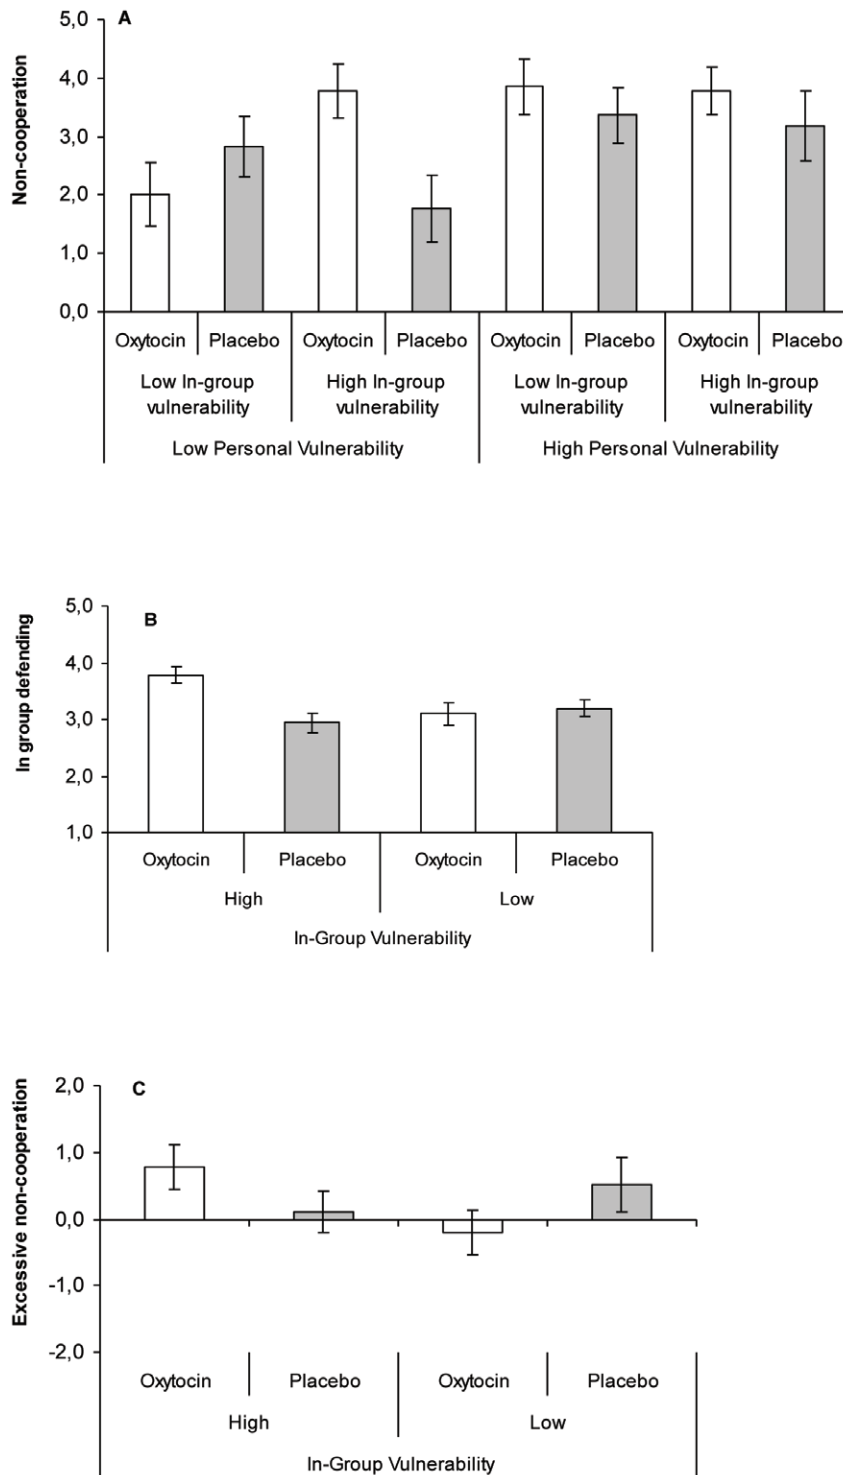 A
Non-cooperation
5,0
4,0
3,0
2,0
1,0
0,0
Oxytocin Placebo Oxytocin Placebo Oxytocin Placebo Oxytocin Placebo
Low In-group vulnerability High In-group vulnerability Low In-group vulnerability High In-group vulnerability
Low Personal Vulnerability High Personal Vulnerability
B
In group defending
5,0
4,0
3,0
2,0
1,0
Oxytocin Placebo Oxytocin Placebo
High Low
In-Group Vulnerability
C
Excessive non-cooperation
2,0
1,0
0,0
-1,0
-2,0
Oxytocin Placebo Oxytocin Placebo
High Low
In-Group Vulnerability